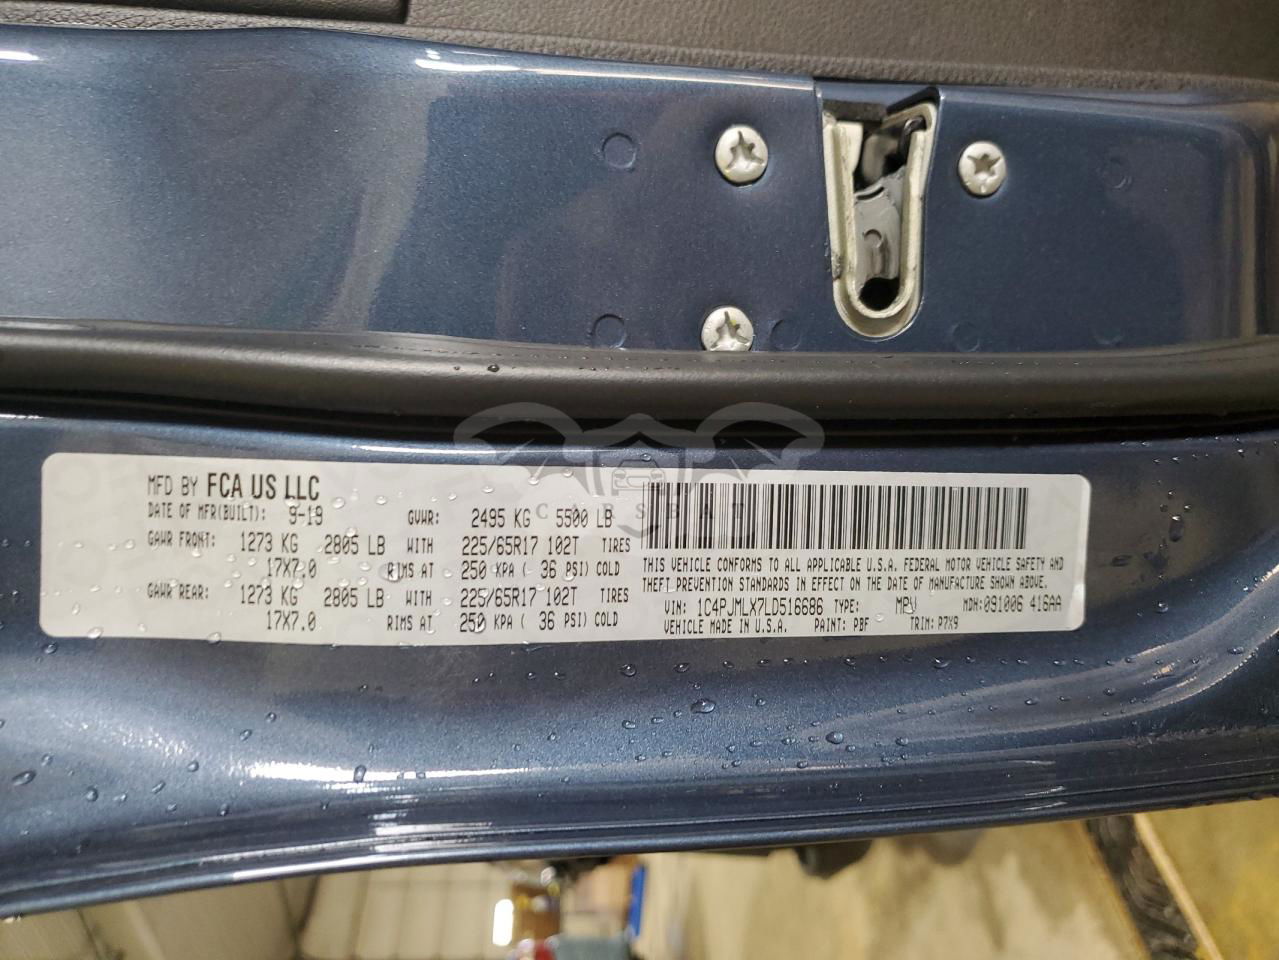 MFD BY FCA US LLC
DATE OF MFR(BUILT): 9-19 GVWR: 2495 KG 5500 LB
GAWR FRONT: 1273 KG 2805 LB WITH 225/65R17 102T TIRES
17X7.0 RIMS AT 250 KPA ( 36 PSI) COLD
GAWR REAR: 1273 KG 2805 LB WITH 225/65R17 102T TIRES
17X7.0 RIMS AT 250 KPA ( 36 PSI) COLD
CARSBAT
THIS VEHICLE CONFORMS TO ALL APPLICABLE U.S.A. FEDERAL MOTOR VEHICLE SAFETY AND
THEFT PREVENTION STANDARDS IN EFFECT ON THE DATE OF MANUFACTURE SHOWN ABOVE.
VIN: 1C4PJMLX7LD516686 TYPE: MPV MDH:091006 416AA
VEHICLE MADE IN U.S.A. PAINT: PBF TRIM: P7X9